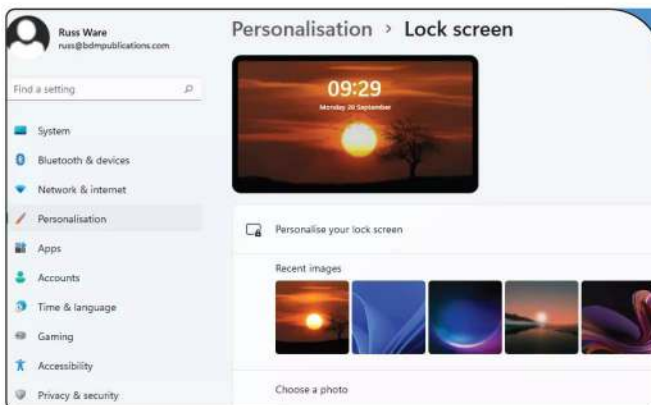 Russ Ware
russ@bdmpublications.com
Find a setting
System
Bluetooth & devices
Network & internet
Personalisation
Apps
Accounts
Time & language
Gaming
Accessibility
Privacy & security
Personalisation > Lock screen
09:29
Monday 20 September
Personalise your lock screen
Recent images
Choose a photo